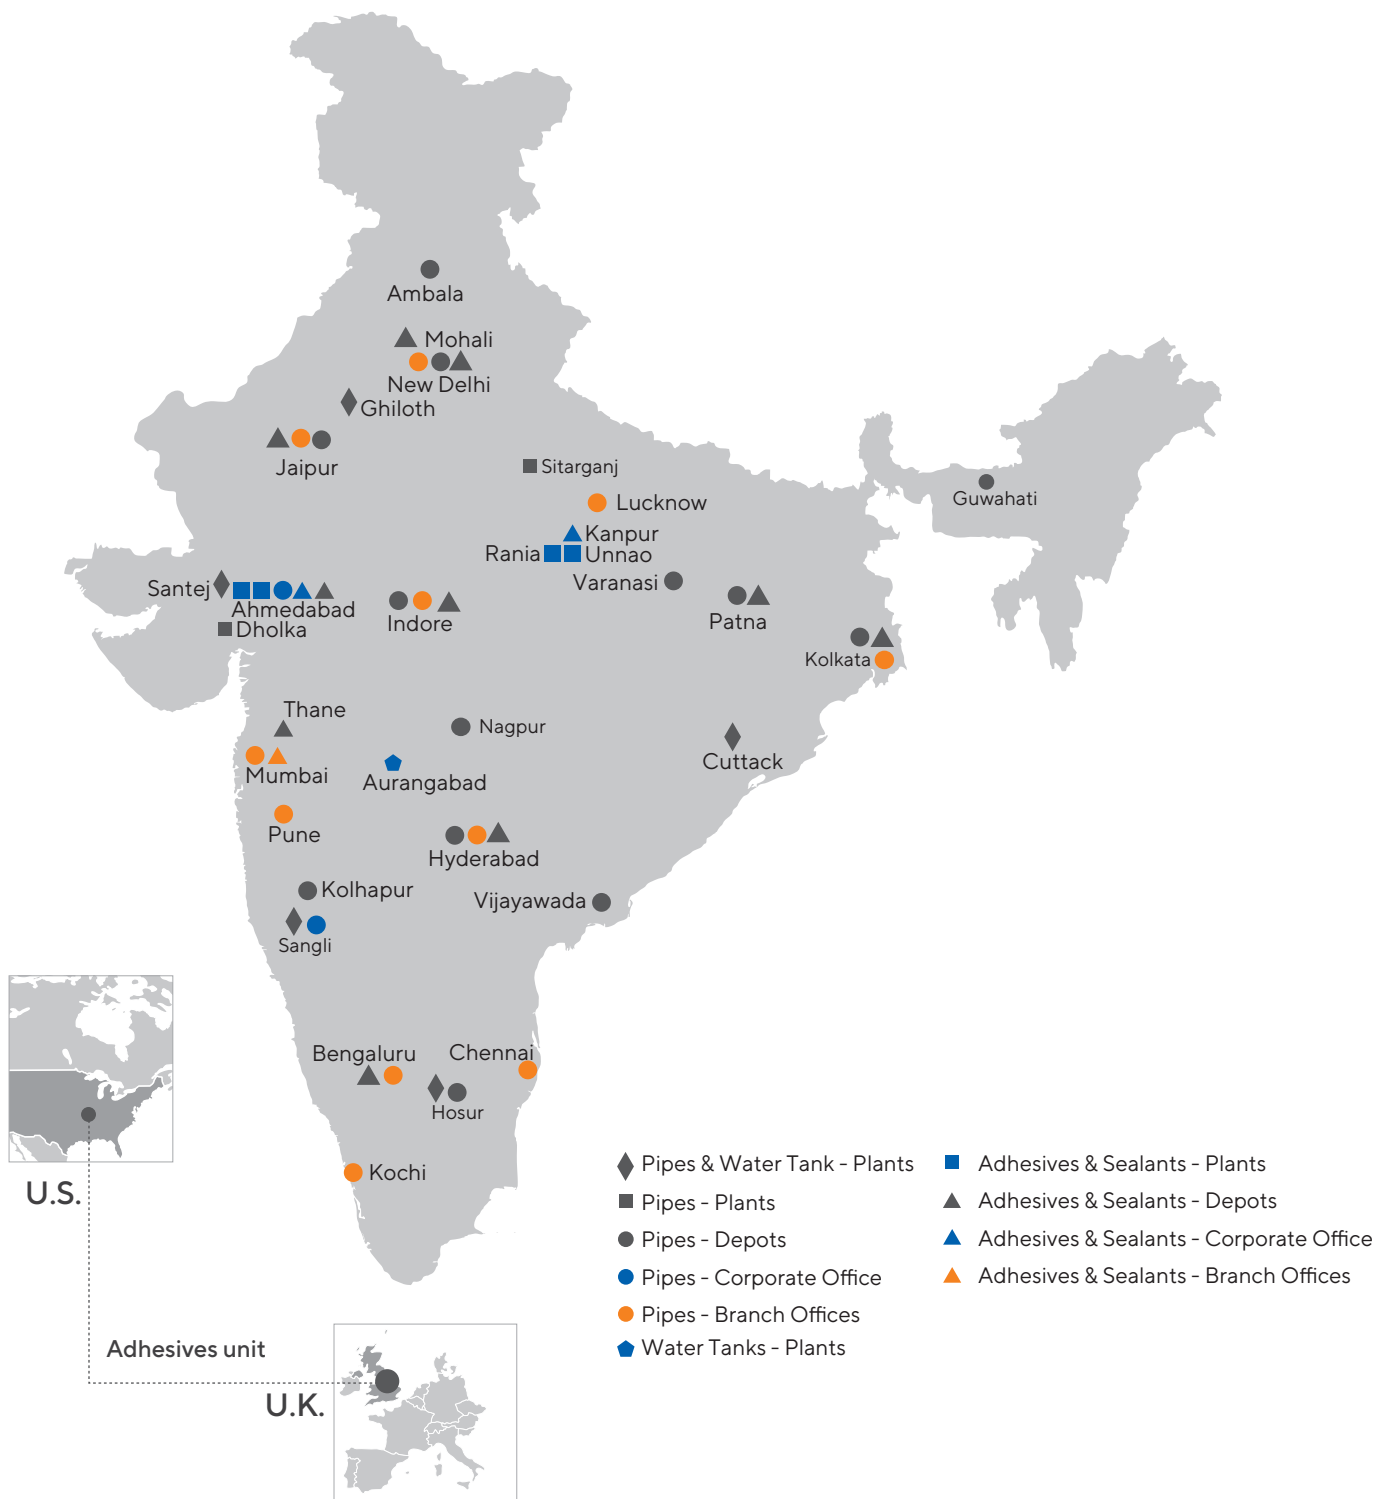 Ambala
Mohali
New Delhi
Ghiloth
Jaipur
Sitarganj
Guwahati
Lucknow
Kanpur
Rania
Unnao
Varanasi
Santej
Ahmedabad
Dholka
Indore
Patna
Kolkata
Thane
Nagpur
Cuttack
Mumbai
Aurangabad
Pune
Hyderabad
Kolhapur
Vijayawada
Sangli
Bengaluru
Chennai
Hosur
Kochi
U.S.
Adhesives unit
U.K.
Pipes & Water Tank - Plants
Pipes - Plants
Pipes - Depots
Pipes - Corporate Office
Pipes - Branch Offices
Water Tanks - Plants
Adhesives & Sealants - Plants
Adhesives & Sealants - Depots
Adhesives & Sealants - Corporate Office
Adhesives & Sealants - Branch Offices